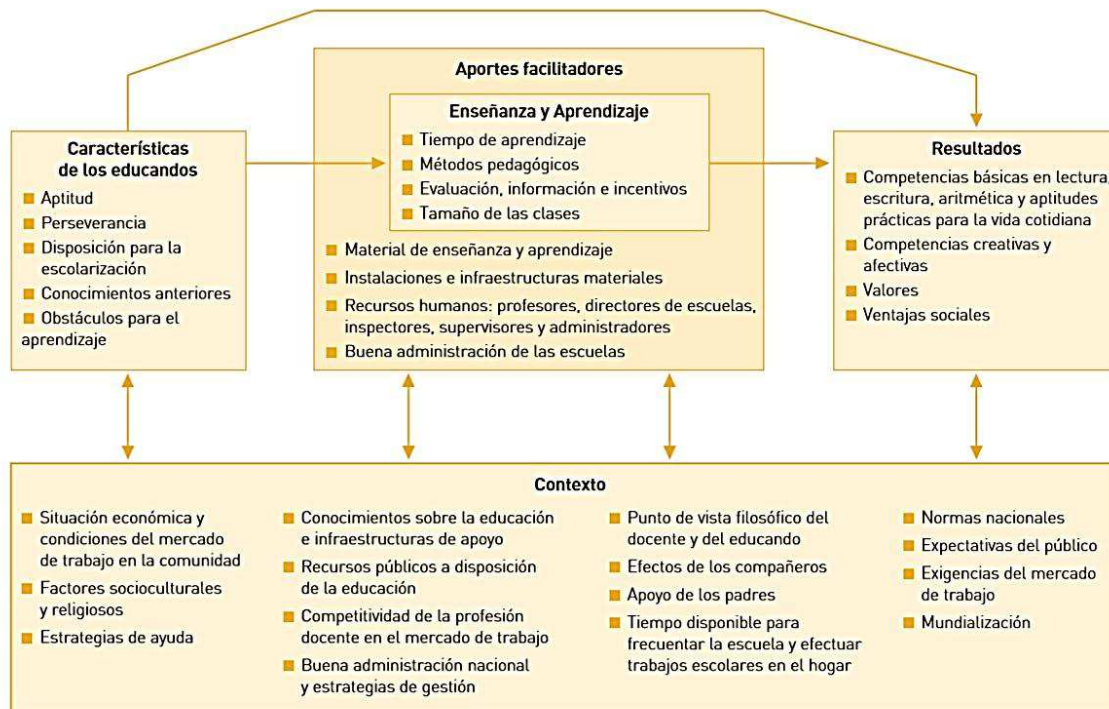 Aportes facilitadores
Enseñanza y Aprendizaje
Tiempo de aprendizaje
Métodos pedagógicos
Evaluación, información e incentivos
Tamaño de las clases
Material de enseñanza y aprendizaje
Instalaciones e infraestructuras materiales
Recursos humanos: profesores, directores de escuelas,
inspectores, supervisores y administradores
Buena administración de las escuelas
Características
de los educandos
Aptitud
Perseverancia
Disposición para la
escolarización
Conocimientos anteriores
Obstáculos para el
aprendizaje
Resultados
Competencias básicas en lectura,
escritura, aritmética y aptitudes
prácticas para la vida cotidiana
Competencias creativas y
afectivas
Valores
Ventajas sociales
Contexto
Situación económica y
condiciones del mercado
de trabajo en la comunidad
Factores socioculturales
y religiosos
Estrategias de ayuda
Conocimientos sobre la educación
e infraestructuras de apoyo
Recursos públicos a disposición
de la educación
Competitividad de la profesión
docente en el mercado de trabajo
Buena administración nacional
y estrategias de gestión
Punto de vista filosófico del
docente y del educando
Efectos de los compañeros
Apoyo de los padres
Tiempo disponible para
frecuentar la escuela y efectuar
trabajos escolares en el hogar
Normas nacionales
Expectativas del público
Exigencias del mercado
de trabajo
Mundialización